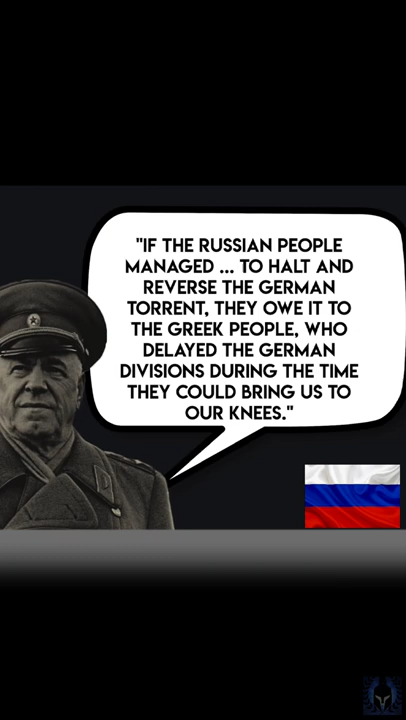 "IF THE RUSSIAN PEOPLE
MANAGED ... TO HALT AND
REVERSE THE GERMAN
TORRENT, THEY OWE IT TO
THE GREEK PEOPLE, WHO
DELAYED THE GERMAN
DIVISIONS DURING THE TIME
THEY COULD BRING US TO
OUR KNEES."